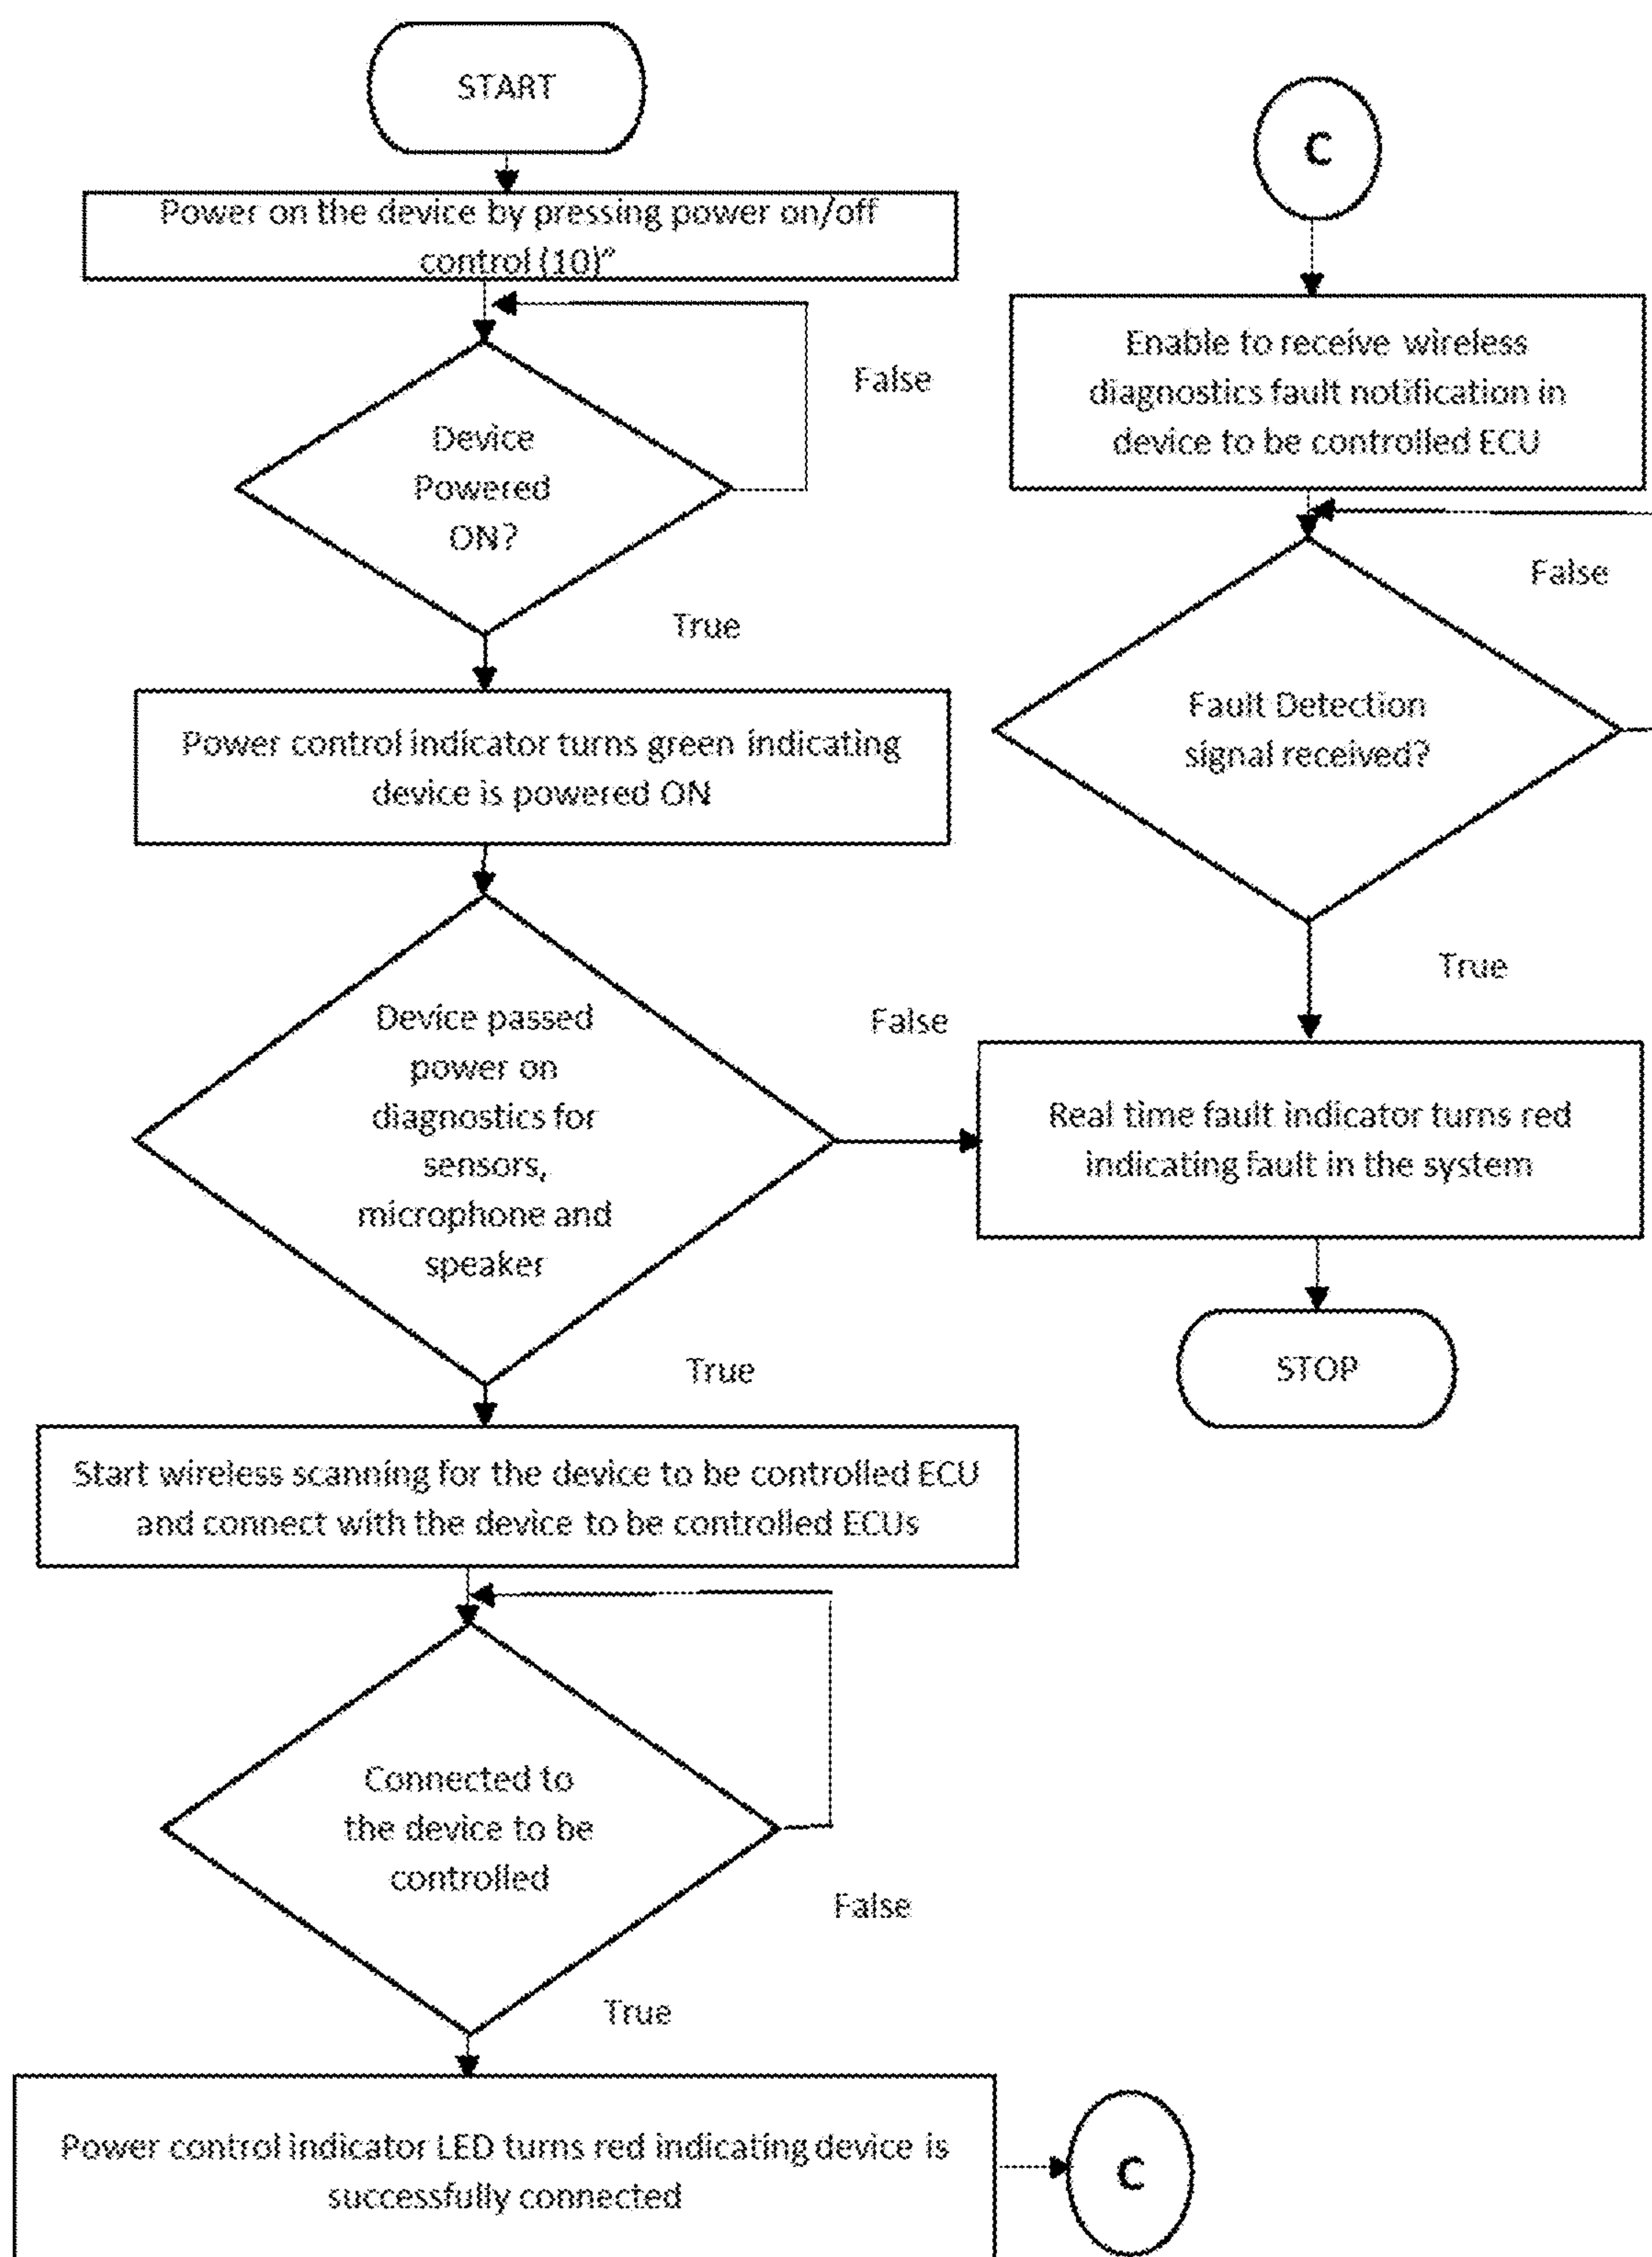 START
Power on the device by pressing power on/off
control (10)”
False
Device
Powered
ON?
True
Power control indicator turns green indicating
device is powered ON
Device passed
power on
diagnostics for
sensors,
microphone and
speaker
False
True
Start wireless scanning for the device to be controlled ECU
and connect with the device to be controlled ECUs
Connected to
the device to be
controlled
False
True
Power control indicator LED turns red indicating device is
successfully connected
C
C
Enable to receive wireless
diagnostics fault notification in
device to be controlled ECU
False
Fault Detection
signal received?
True
Real time fault indicator turns red
indicating fault in the system
STOP